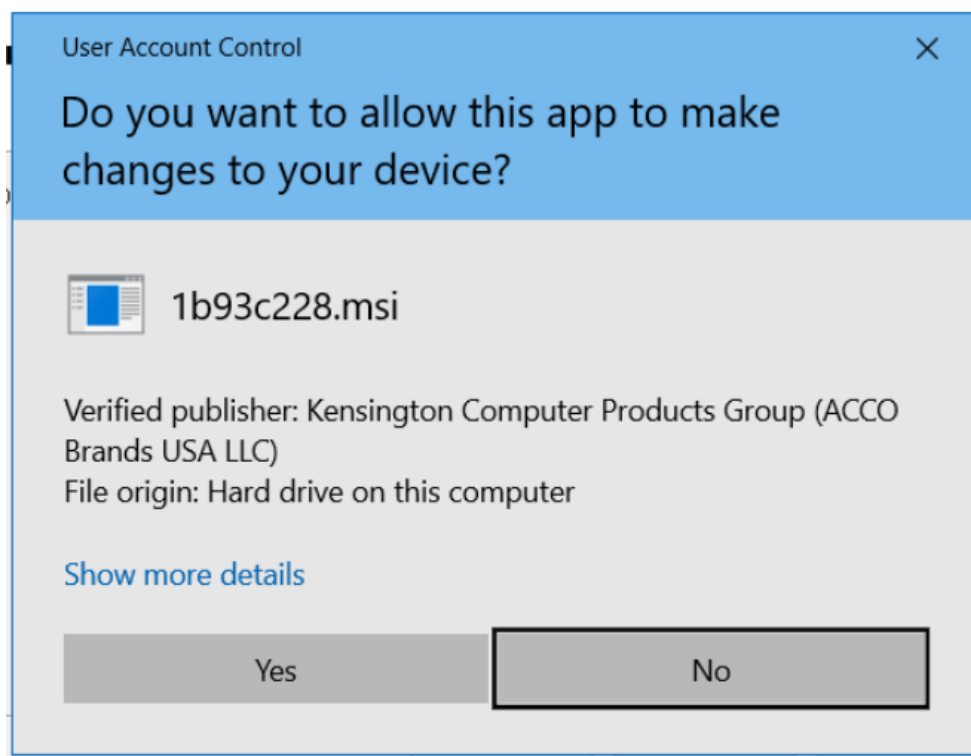 User Account Control
Do you want to allow this app to make
changes to your device?
1b93c228.msi
Verified publisher: Kensington Computer Products Group (ACCO
Brands USA LLC)
File origin: Hard drive on this computer
Show more details
Yes
No